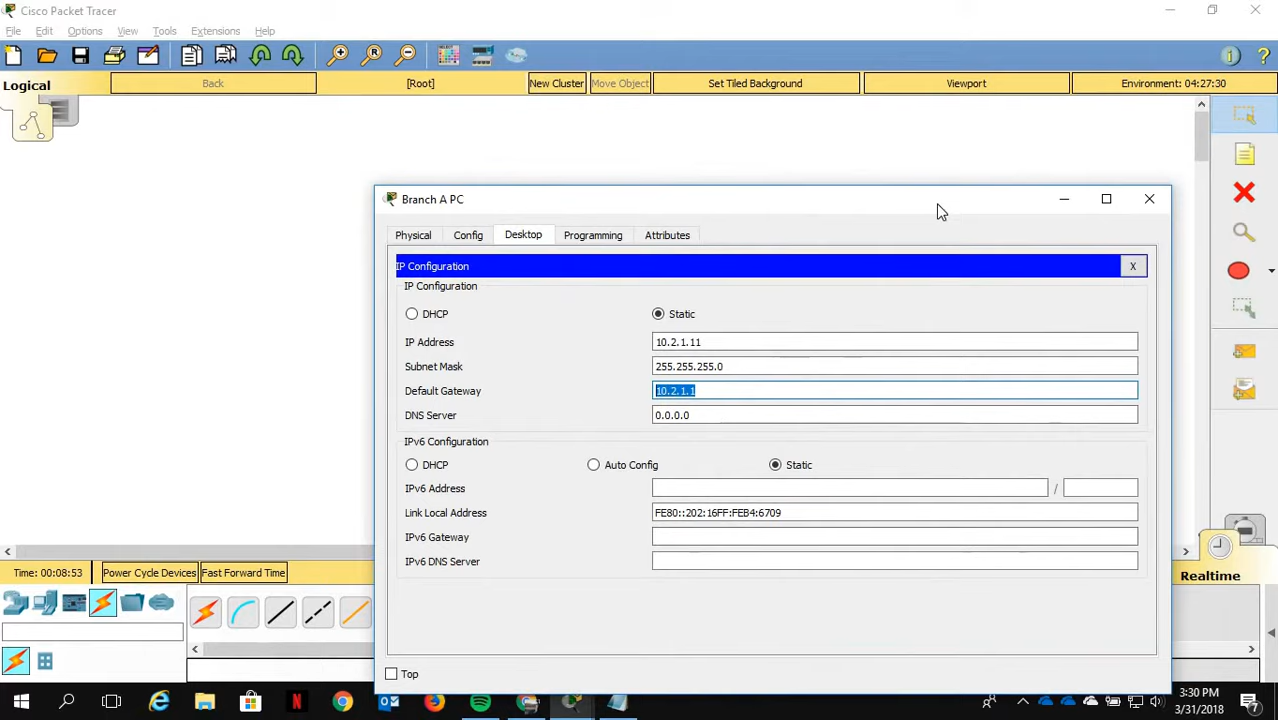 Cisco Packet Tracer
File Edit Options View Tools Extensions Help
Logical Back [Root] New Cluster Move Object Set Tiled Background Viewport Environment: 04:27:30
Branch A PC
Physical Config Desktop Programming Attributes
IP Configuration X
IP Configuration
DHCP Static
IP Address 10.2.1.11
Subnet Mask 255.255.255.0
Default Gateway 10.2.1.1
DNS Server 0.0.0.0
IPv6 Configuration
DHCP Auto Config Static
IPv6 Address /
Link Local Address FE80::202:16FF:FEB4:6709
IPv6 Gateway
IPv6 DNS Server
Time: 00:08:53 Power Cycle Devices Fast Forward Time Realtime
Top
3:30 PM
3/31/2018
7